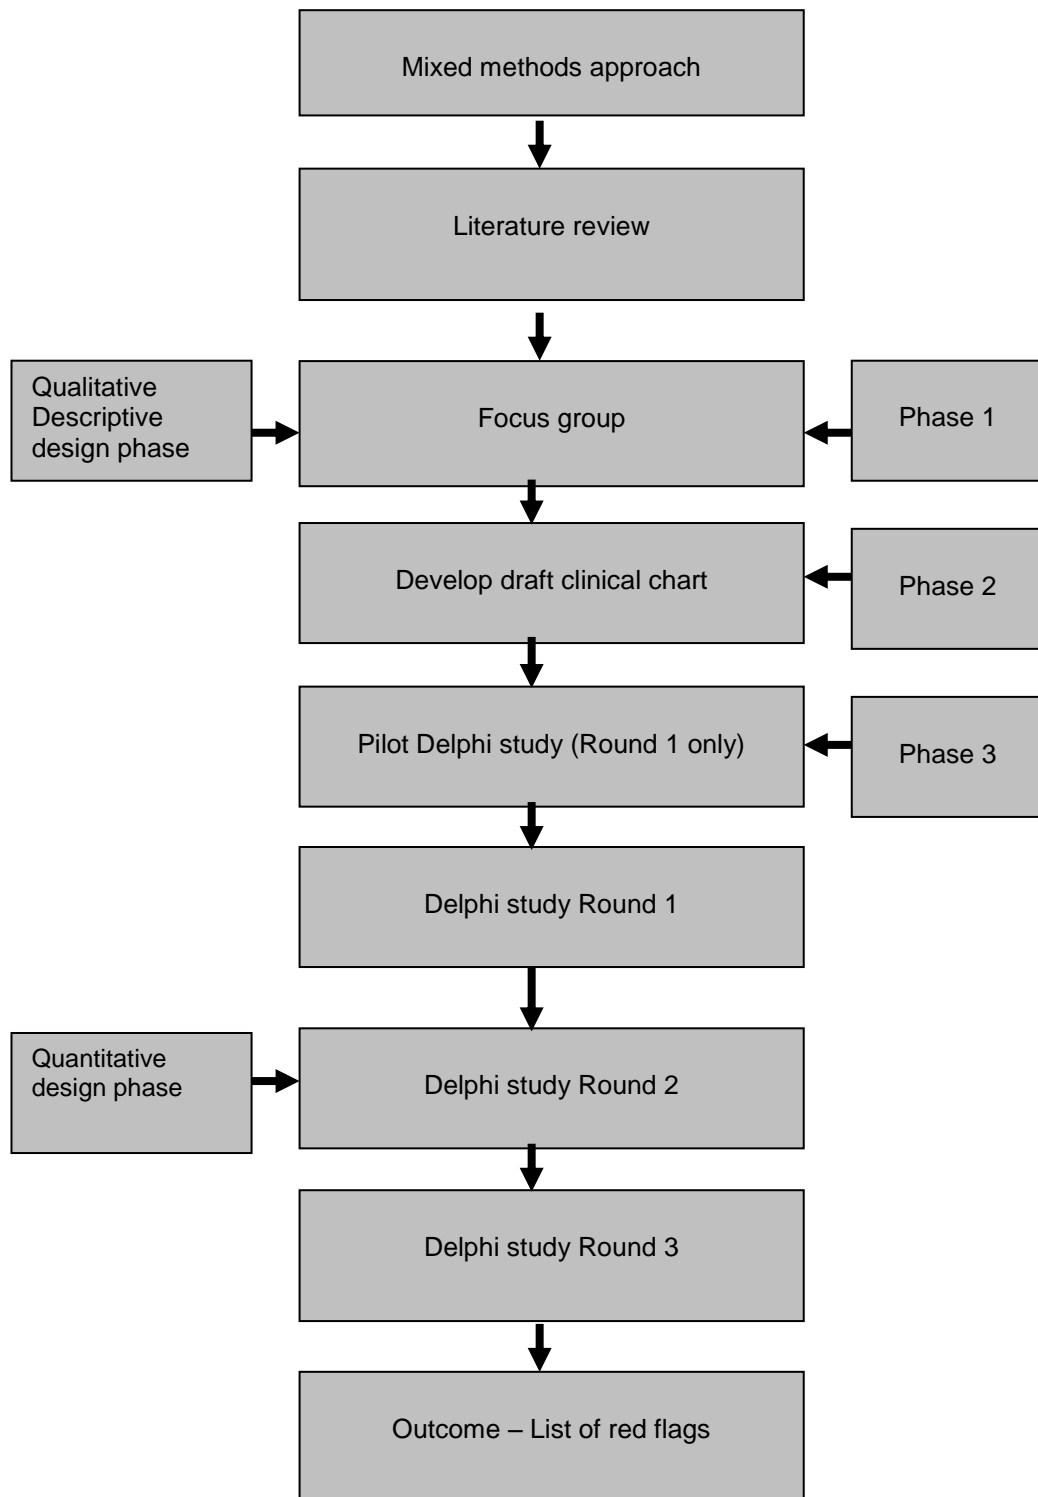 Mixed methods approach
Literature review
Qualitative
Descriptive
design phase
Focus group
Phase 1
Develop draft clinical chart
Phase 2
Pilot Delphi study (Round 1 only)
Phase 3
Delphi study Round 1
Quantitative
design phase
Delphi study Round 2
Delphi study Round 3
Outcome – List of red flags